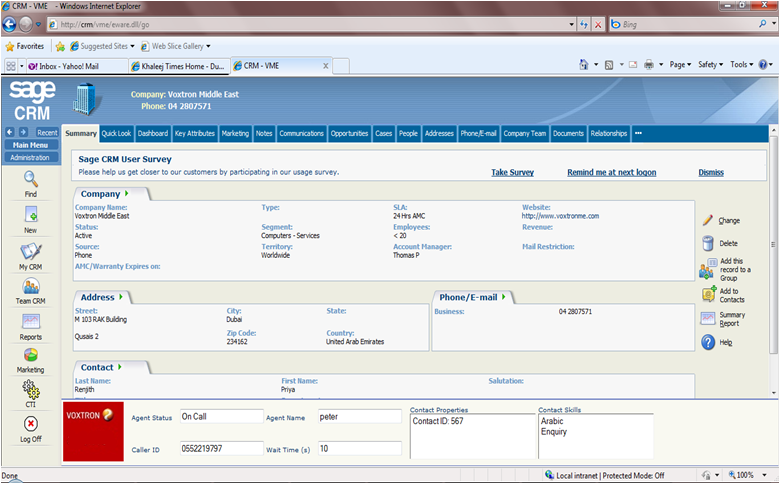 CRM - VME - Windows Internet Explorer
http://crm/vme/eware.dll/go
Bing
Favorites Suggested Sites Web Slice Gallery
Inbox - Yahoo! Mail Khaleej Times Home - Du... CRM - VME x Page Safety Tools
sage CRM
Company: Voxtron Middle East
Phone: 04 2807571
Recent
Main Menu
Administration
Find
New
My CRM
Team CRM
Reports
Marketing
CTI
Log Off
Summary Quick Look Dashboard Key Attributes Marketing Notes Communications Opportunities Cases People Addresses Phone/E-mail Company Team Documents Relationships •••
Sage CRM User Survey
Please help us get closer to our customers by participating in our usage survey. Take Survey Remind me at next logon Dismiss
Company
Company Name: Type: SLA: Website:
Voxtron Middle East 24 Hrs AMC http://www.voxtronme.com
Status: Segment: Employees: Revenue:
Active Computers - Services < 20
Source: Territory: Account Manager: Mail Restriction:
Phone Worldwide Thomas P
AMC/Warranty Expires on:
Change
Delete
Add this record to a Group
Add to Contacts
Summary Report
Help
Address
Street: City: State:
M 103 RAK Building Dubai
Zip Code: Country:
Qusais 2 234162 United Arab Emirates
Phone/E-mail
Business: 04 2807571
Contact
Last Name: First Name: Salutation:
Renjith Priya
VOXTRON
Agent Status On Call Agent Name peter
Caller ID 0552219797 Wait Time (s) 10
Contact Properties
Contact ID: 567
Contact Skills
Arabic
Enquiry
Done Local intranet | Protected Mode: Off 100%